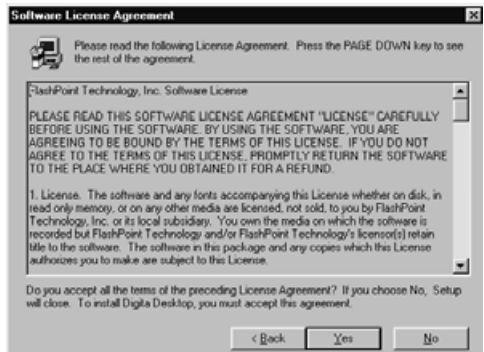 Software License Agreement
Please read the following License Agreement. Press the PAGE DOWN key to see
the rest of the agreement.
FlashPoint Technology, Inc. Software License
PLEASE READ THIS SOFTWARE LICENSE AGREEMENT "LICENSE" CAREFULLY
BEFORE USING THE SOFTWARE. BY USING THE SOFTWARE, YOU ARE
AGREEING TO BE BOUND BY THE TERMS OF THIS LICENSE. IF YOU DO NOT
AGREE TO THE TERMS OF THIS LICENSE, PROMPTLY RETURN THE SOFTWARE
TO THE PLACE WHERE YOU OBTAINED IT FOR A REFUND.
1. License. The software and any fonts accompanying this License whether on disk, in
read only memory, or on any other media are licensed, not sold, to you by FlashPoint
Technology, Inc. or its local subsidiary. You own the media on which the software is
recorded but FlashPoint Technology and/or FlashPoint Technology's licensor(s) retain
title to the software. The software in this package and any copies which this License
authorizes you to make are subject to this License.
Do you accept all the terms of the preceding License Agreement? If you choose No, Setup
will close. To install Digita Desktop, you must accept this agreement.
< Back Yes No